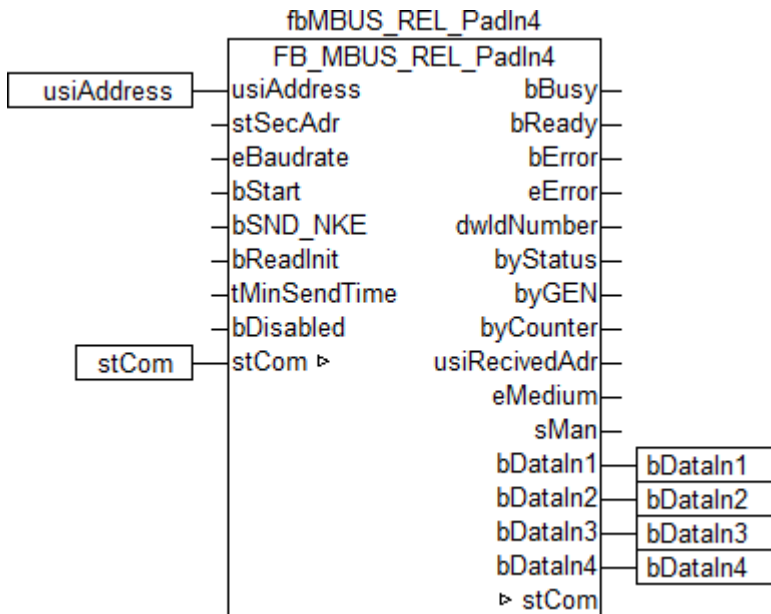 fbMBUS_REL_PadIn4
FB_MBUS_REL_PadIn4
usiAddress usiAddress bBusy
stSecAdr bReady
eBaudrate bError
bStart eError
bSND_NKE dwIdNumber
bReadInit byStatus
tMinSendTime byGEN
bDisabled byCounter
stCom stCom usiRecivedAdr
eMedium
sMan
bDataIn1 bDataIn1
bDataIn2 bDataIn2
bDataIn3 bDataIn3
bDataIn4 bDataIn4
stCom